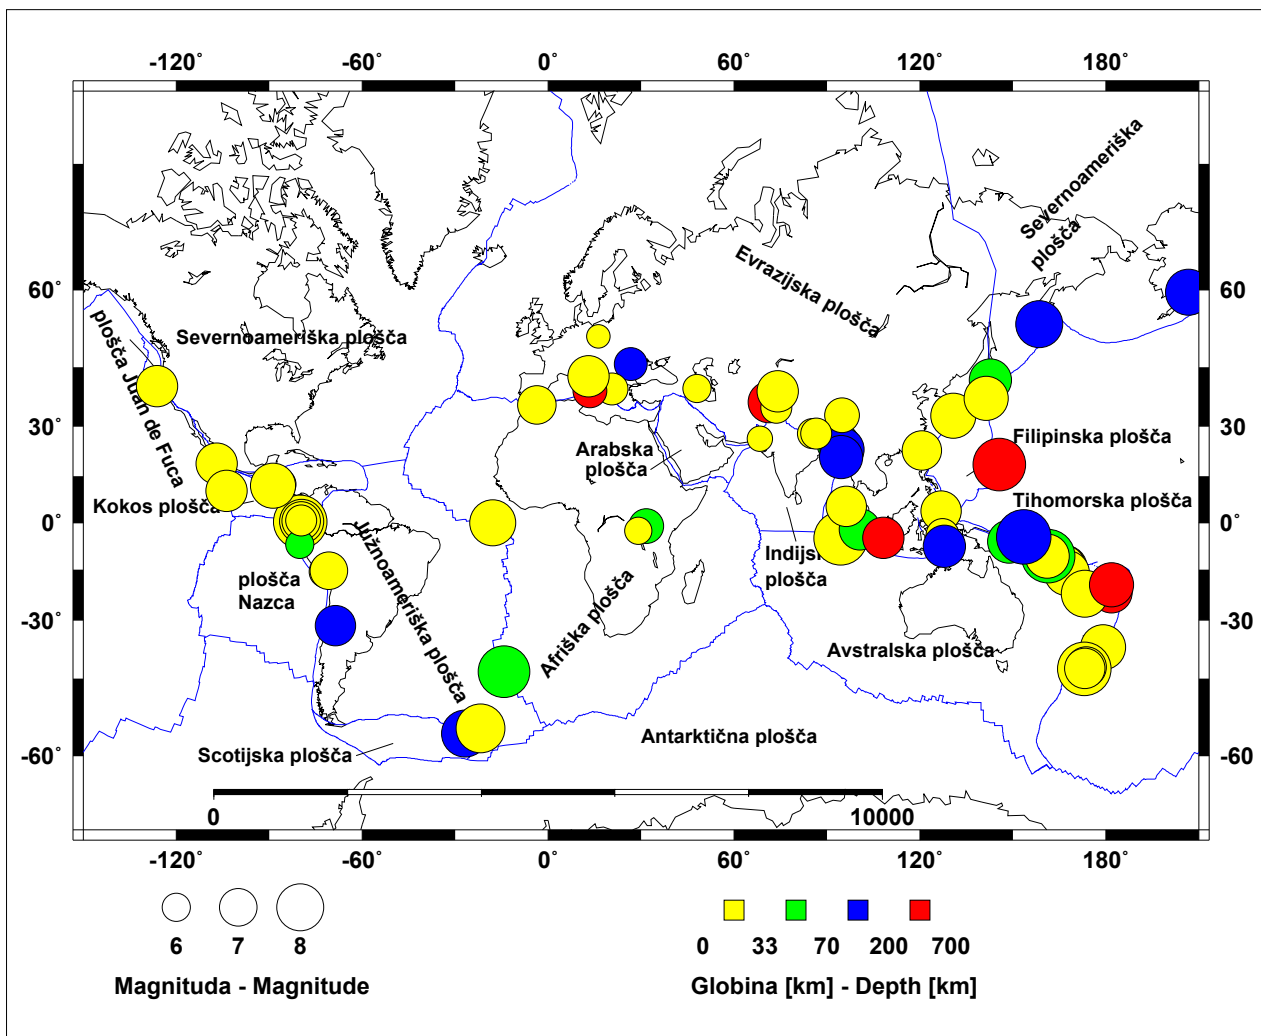 -120° -60° 0° 60° 120° 180°
Severnoameriška
plošča
Evrazijska plošča
60° 60
plošča Juan de Fuca
Severnoameriška plošča
30° 30
Arabska
plošča
Filipinska plošča
Kokos plošča
Tihomorska plošča
0° 0
Južnoameriška plošča
Indijs
plošča
plošča
Nazca
Afriška plošča
-30° -30
Avstralska plošča
Antarktična plošča
Scotijska plošča
-60° -60
0 10000
-120° -60° 0° 60° 120° 180°
6 7 8
0 33 70 200 700
Magnituda - Magnitude
Globina [km] - Depth [km]